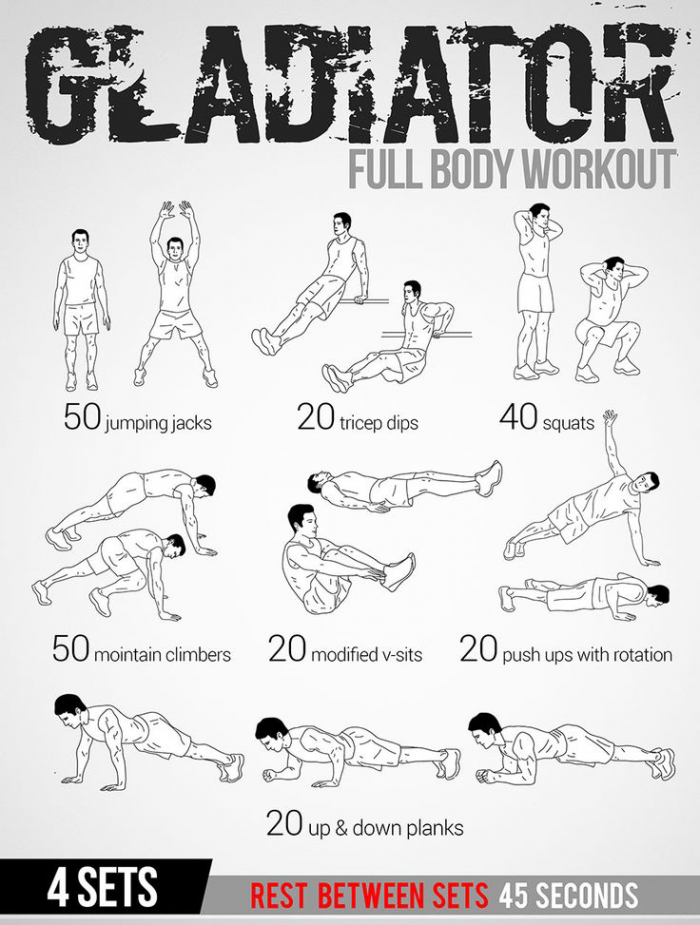 GLADIATOR
FULL BODY WORKOUT
50 jumping jacks
20 tricep dips
40 squats
50 mointain climbers
20 modified v-sits
20 push ups with rotation
20 up & down planks
4 SETS
REST BETWEEN SETS 45 SECONDS